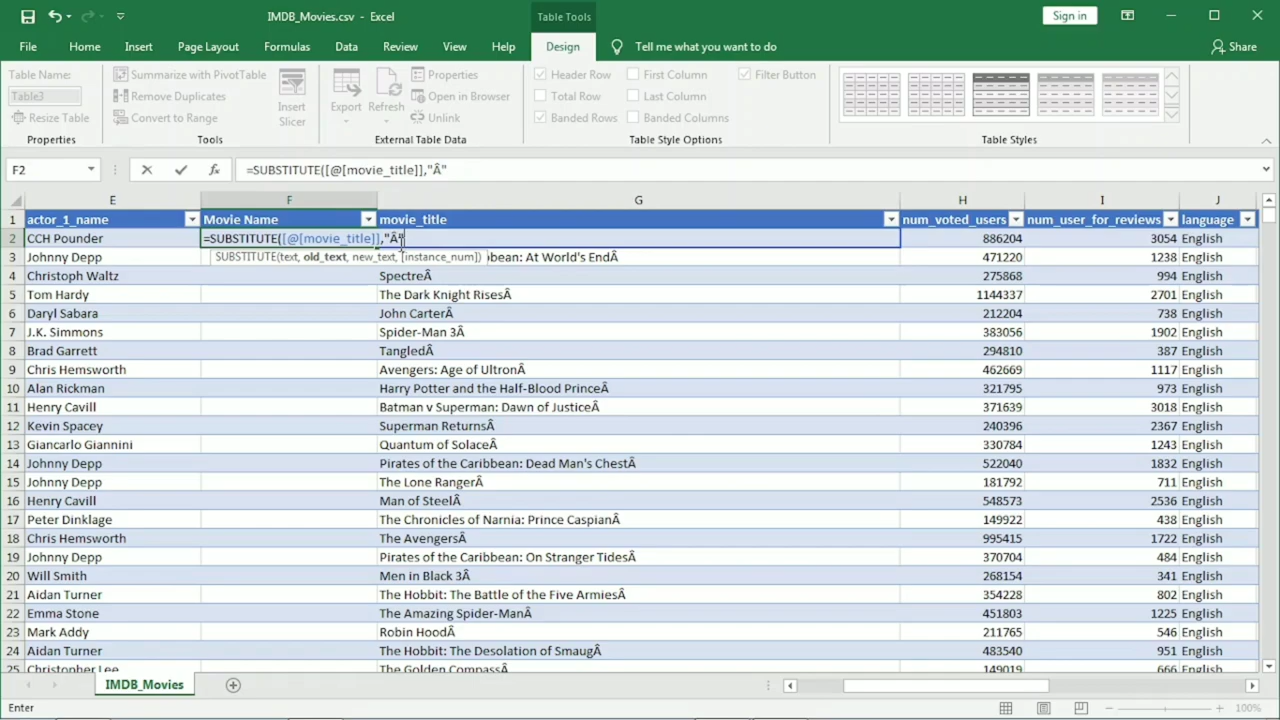 IMDB_Movies.csv - Excel
Table Tools
Sign in
File Home Insert Page Layout Formulas Data Review View Help Design Tell me what you want to do Share
Table Name:
Table3
Resize Table
Properties
Summarize with PivotTable
Remove Duplicates
Convert to Range
Tools
Insert
Slicer
Export
Refresh
Properties
Open in Browser
Unlink
External Table Data
Header Row First Column Filter Button
Total Row Last Column
Banded Rows Banded Columns
Table Style Options
Table Styles
F2 fx =SUBSTITUTE([@[movie_title]],"Â"
E F G H I J
1 actor_1_name Movie Name movie_title num_voted_users num_user_for_reviews language
2 CCH Pounder =SUBSTITUTE([@[movie_title]],"Â" 886204 3054 English
3 Johnny Depp SUBSTITUTE(text, old_text, new_text, [instance_num]) bean: At World's EndÂ 471220 1238 English
4 Christoph Waltz SpectreÂ 275868 994 English
5 Tom Hardy The Dark Knight RisesÂ 1144337 2701 English
6 Daryl Sabara John CarterÂ 212204 738 English
7 J.K. Simmons Spider-Man 3Â 383056 1902 English
8 Brad Garrett TangledÂ 294810 387 English
9 Chris Hemsworth Avengers: Age of UltronÂ 462669 1117 English
10 Alan Rickman Harry Potter and the Half-Blood PrinceÂ 321795 973 English
11 Henry Cavill Batman v Superman: Dawn of JusticeÂ 371639 3018 English
12 Kevin Spacey Superman ReturnsÂ 240396 2367 English
13 Giancarlo Giannini Quantum of SolaceÂ 330784 1243 English
14 Johnny Depp Pirates of the Caribbean: Dead Man's ChestÂ 522040 1832 English
15 Johnny Depp The Lone RangerÂ 181792 711 English
16 Henry Cavill Man of SteelÂ 548573 2536 English
17 Peter Dinklage The Chronicles of Narnia: Prince CaspianÂ 149922 438 English
18 Chris Hemsworth The AvengersÂ 995415 1722 English
19 Johnny Depp Pirates of the Caribbean: On Stranger TidesÂ 370704 484 English
20 Will Smith Men in Black 3Â 268154 341 English
21 Aidan Turner The Hobbit: The Battle of the Five ArmiesÂ 354228 802 English
22 Emma Stone The Amazing Spider-ManÂ 451803 1225 English
23 Mark Addy Robin HoodÂ 211765 546 English
24 Aidan Turner The Hobbit: The Desolation of SmaugÂ 483540 951 English
25 Christopher Lee The Golden CompassÂ 149019 666 English
IMDB_Movies
Enter 100%